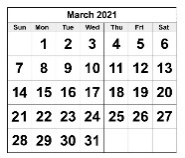 March 2021
Sun Mon Tue Wed Thu Fri Sat
1 2 3 4 5 6
7 8 9 10 11 12 13
14 15 16 17 18 19 20
21 22 23 24 25 26 27
28 29 30 31